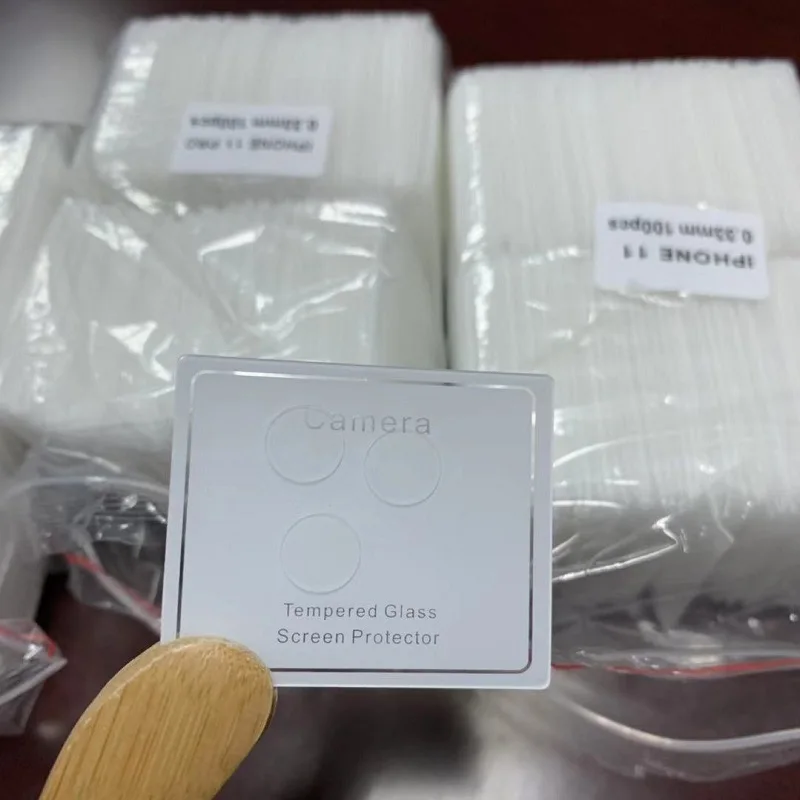 IPHONE 11 PRO
0.33mm 100pcs
IPHONE 11
0.33mm 100pcs
Camera
Tempered Glass
Screen Protector